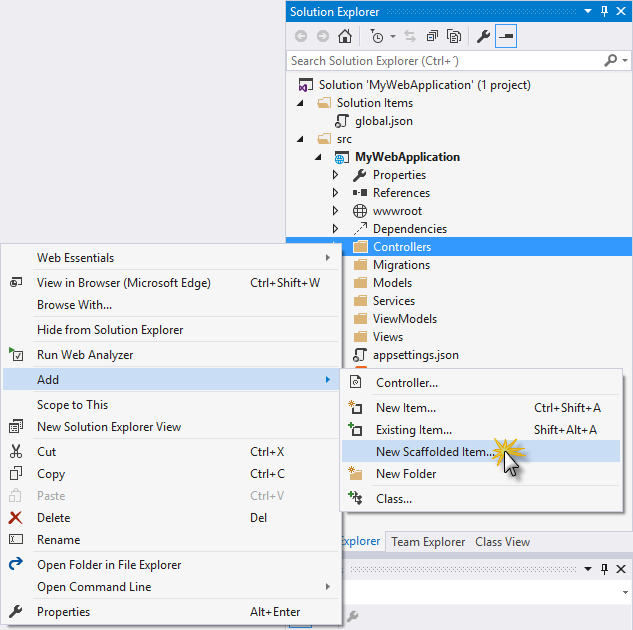 Solution Explorer
Search Solution Explorer (Ctrl+´)
Solution 'MyWebApplication' (1 project)
Solution Items
global.json
src
MyWebApplication
Properties
References
wwwroot
Dependencies
Controllers
Migrations
Models
Services
ViewModels
Views
appsettings.json
Web Essentials
View in Browser (Microsoft Edge) Ctrl+Shift+W
Browse With...
Hide from Solution Explorer
Run Web Analyzer
Add
Scope to This
New Solution Explorer View
Cut Ctrl+X
Copy Ctrl+C
Paste Ctrl+V
Delete Del
Rename
Open Folder in File Explorer
Open Command Line
Properties Alt+Enter
Controller...
New Item... Ctrl+Shift+A
Existing Item... Shift+Alt+A
New Scaffolded Item...
New Folder
Class...
xplorer Team Explorer Class View